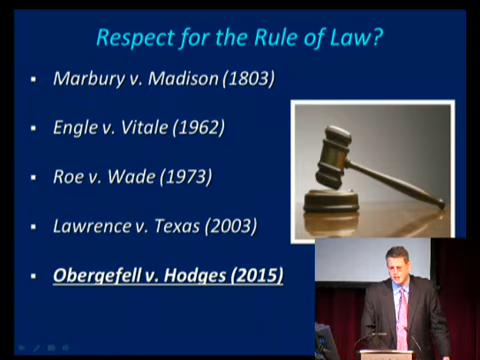 Respect for the Rule of Law?
▪ Marbury v. Madison (1803)
▪ Engle v. Vitale (1962)
▪ Roe v. Wade (1973)
▪ Lawrence v. Texas (2003)
▪ Obergefell v. Hodges (2015)